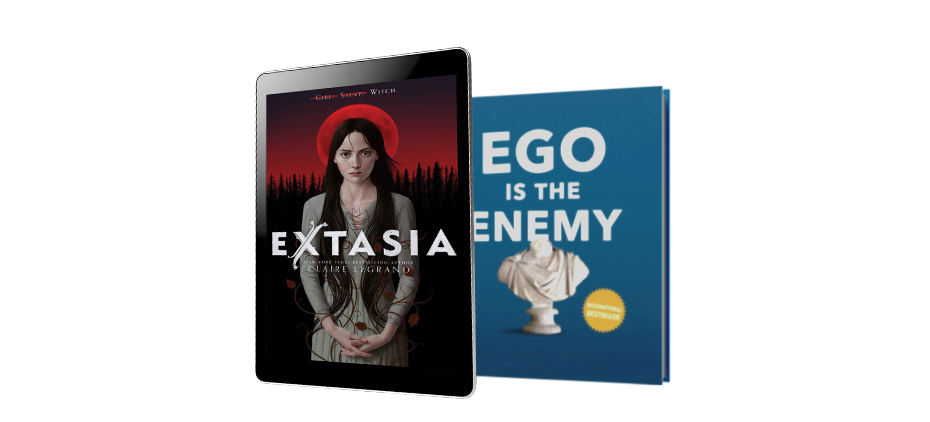 Girl. Saint. Witch.
EXTASIA
NEW YORK TIMES BESTSELLING AUTHOR
CLAIRE LEGRAND
EGO
IS THE
ENEMY
INTERNATIONAL
BESTSELLER